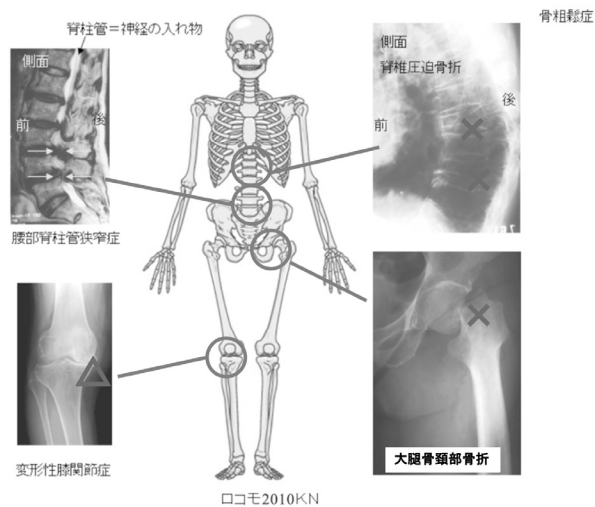 脊柱管＝神経の入れ物
骨粗鬆症
側面
前
後
腰部脊柱管狭窄症
側面
脊椎圧迫骨折
前
後
変形性膝関節症
大腿骨頚部骨折
ロコモ2010KN